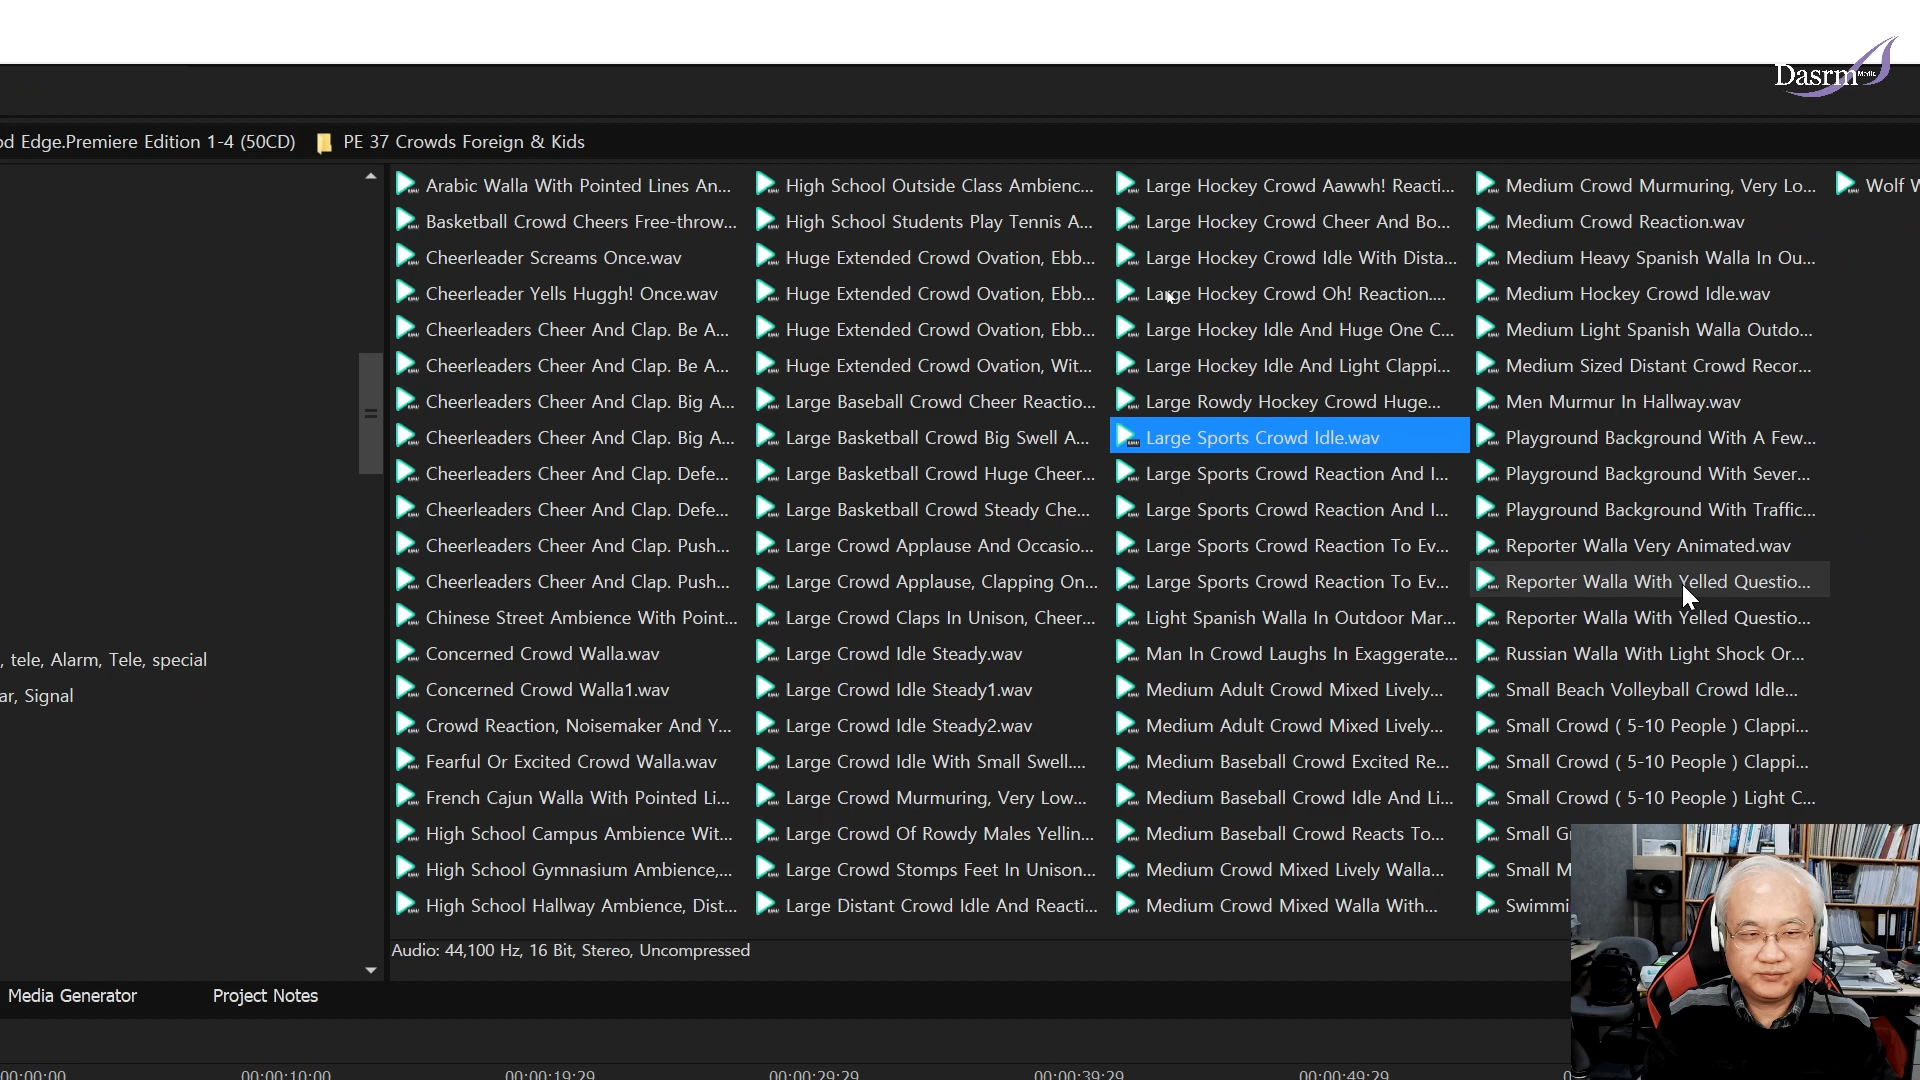 Dasrm Media
od Edge.Premiere Edition 1-4 (50CD) PE 37 Crowds Foreign & Kids
Arabic Walla With Pointed Lines An...
Basketball Crowd Cheers Free-throw...
Cheerleader Screams Once.wav
Cheerleader Yells Huggh! Once.wav
Cheerleaders Cheer And Clap. Be A...
Cheerleaders Cheer And Clap. Be A...
Cheerleaders Cheer And Clap. Big A...
Cheerleaders Cheer And Clap. Big A...
Cheerleaders Cheer And Clap. Defe...
Cheerleaders Cheer And Clap. Defe...
Cheerleaders Cheer And Clap. Push...
Cheerleaders Cheer And Clap. Push...
Chinese Street Ambience With Point...
Concerned Crowd Walla.wav
Concerned Crowd Walla1.wav
Crowd Reaction, Noisemaker And Y...
Fearful Or Excited Crowd Walla.wav
French Cajun Walla With Pointed Li...
High School Campus Ambience Wit...
High School Gymnasium Ambience,...
High School Hallway Ambience, Dist...
High School Outside Class Ambienc...
High School Students Play Tennis A...
Huge Extended Crowd Ovation, Ebb...
Huge Extended Crowd Ovation, Ebb...
Huge Extended Crowd Ovation, Ebb...
Huge Extended Crowd Ovation, Wit...
Large Baseball Crowd Cheer Reactio...
Large Basketball Crowd Big Swell A...
Large Basketball Crowd Huge Cheer...
Large Basketball Crowd Steady Che...
Large Crowd Applause And Occasio...
Large Crowd Applause, Clapping On...
Large Crowd Claps In Unison, Cheer...
Large Crowd Idle Steady.wav
Large Crowd Idle Steady1.wav
Large Crowd Idle Steady2.wav
Large Crowd Idle With Small Swell....
Large Crowd Murmuring, Very Low...
Large Crowd Of Rowdy Males Yellin...
Large Crowd Stomps Feet In Unison...
Large Distant Crowd Idle And Reacti...
Large Hockey Crowd Aawwh! Reacti...
Large Hockey Crowd Cheer And Bo...
Large Hockey Crowd Idle With Dista...
Large Hockey Crowd Oh! Reaction....
Large Hockey Idle And Huge One C...
Large Hockey Idle And Light Clappi...
Large Rowdy Hockey Crowd Huge...
Large Sports Crowd Idle.wav
Large Sports Crowd Reaction And I...
Large Sports Crowd Reaction And I...
Large Sports Crowd Reaction To Ev...
Large Sports Crowd Reaction To Ev...
Light Spanish Walla In Outdoor Mar...
Man In Crowd Laughs In Exaggerate...
Medium Adult Crowd Mixed Lively...
Medium Adult Crowd Mixed Lively...
Medium Baseball Crowd Excited Re...
Medium Baseball Crowd Idle And Li...
Medium Baseball Crowd Reacts To...
Medium Crowd Mixed Lively Walla...
Medium Crowd Mixed Walla With...
Medium Crowd Murmuring, Very Lo...
Medium Crowd Reaction.wav
Medium Heavy Spanish Walla In Ou...
Medium Hockey Crowd Idle.wav
Medium Light Spanish Walla Outdo...
Medium Sized Distant Crowd Recor...
Men Murmur In Hallway.wav
Playground Background With A Few...
Playground Background With Sever...
Playground Background With Traffic...
Reporter Walla Very Animated.wav
Reporter Walla With Yelled Questio...
Reporter Walla With Yelled Questio...
Russian Walla With Light Shock Or...
Small Beach Volleyball Crowd Idle...
Small Crowd ( 5-10 People ) Clappi...
Small Crowd ( 5-10 People ) Clappi...
Small Crowd ( 5-10 People ) Light C...
Small G
Small M
Swimmi
Wolf W
, tele, Alarm, Tele, special
ar, Signal
Audio: 44,100 Hz, 16 Bit, Stereo, Uncompressed
Media Generator Project Notes
00:00:00 00:00:10:00 00:00:19:29 00:00:29:29 00:00:39:29 00:00:49:29